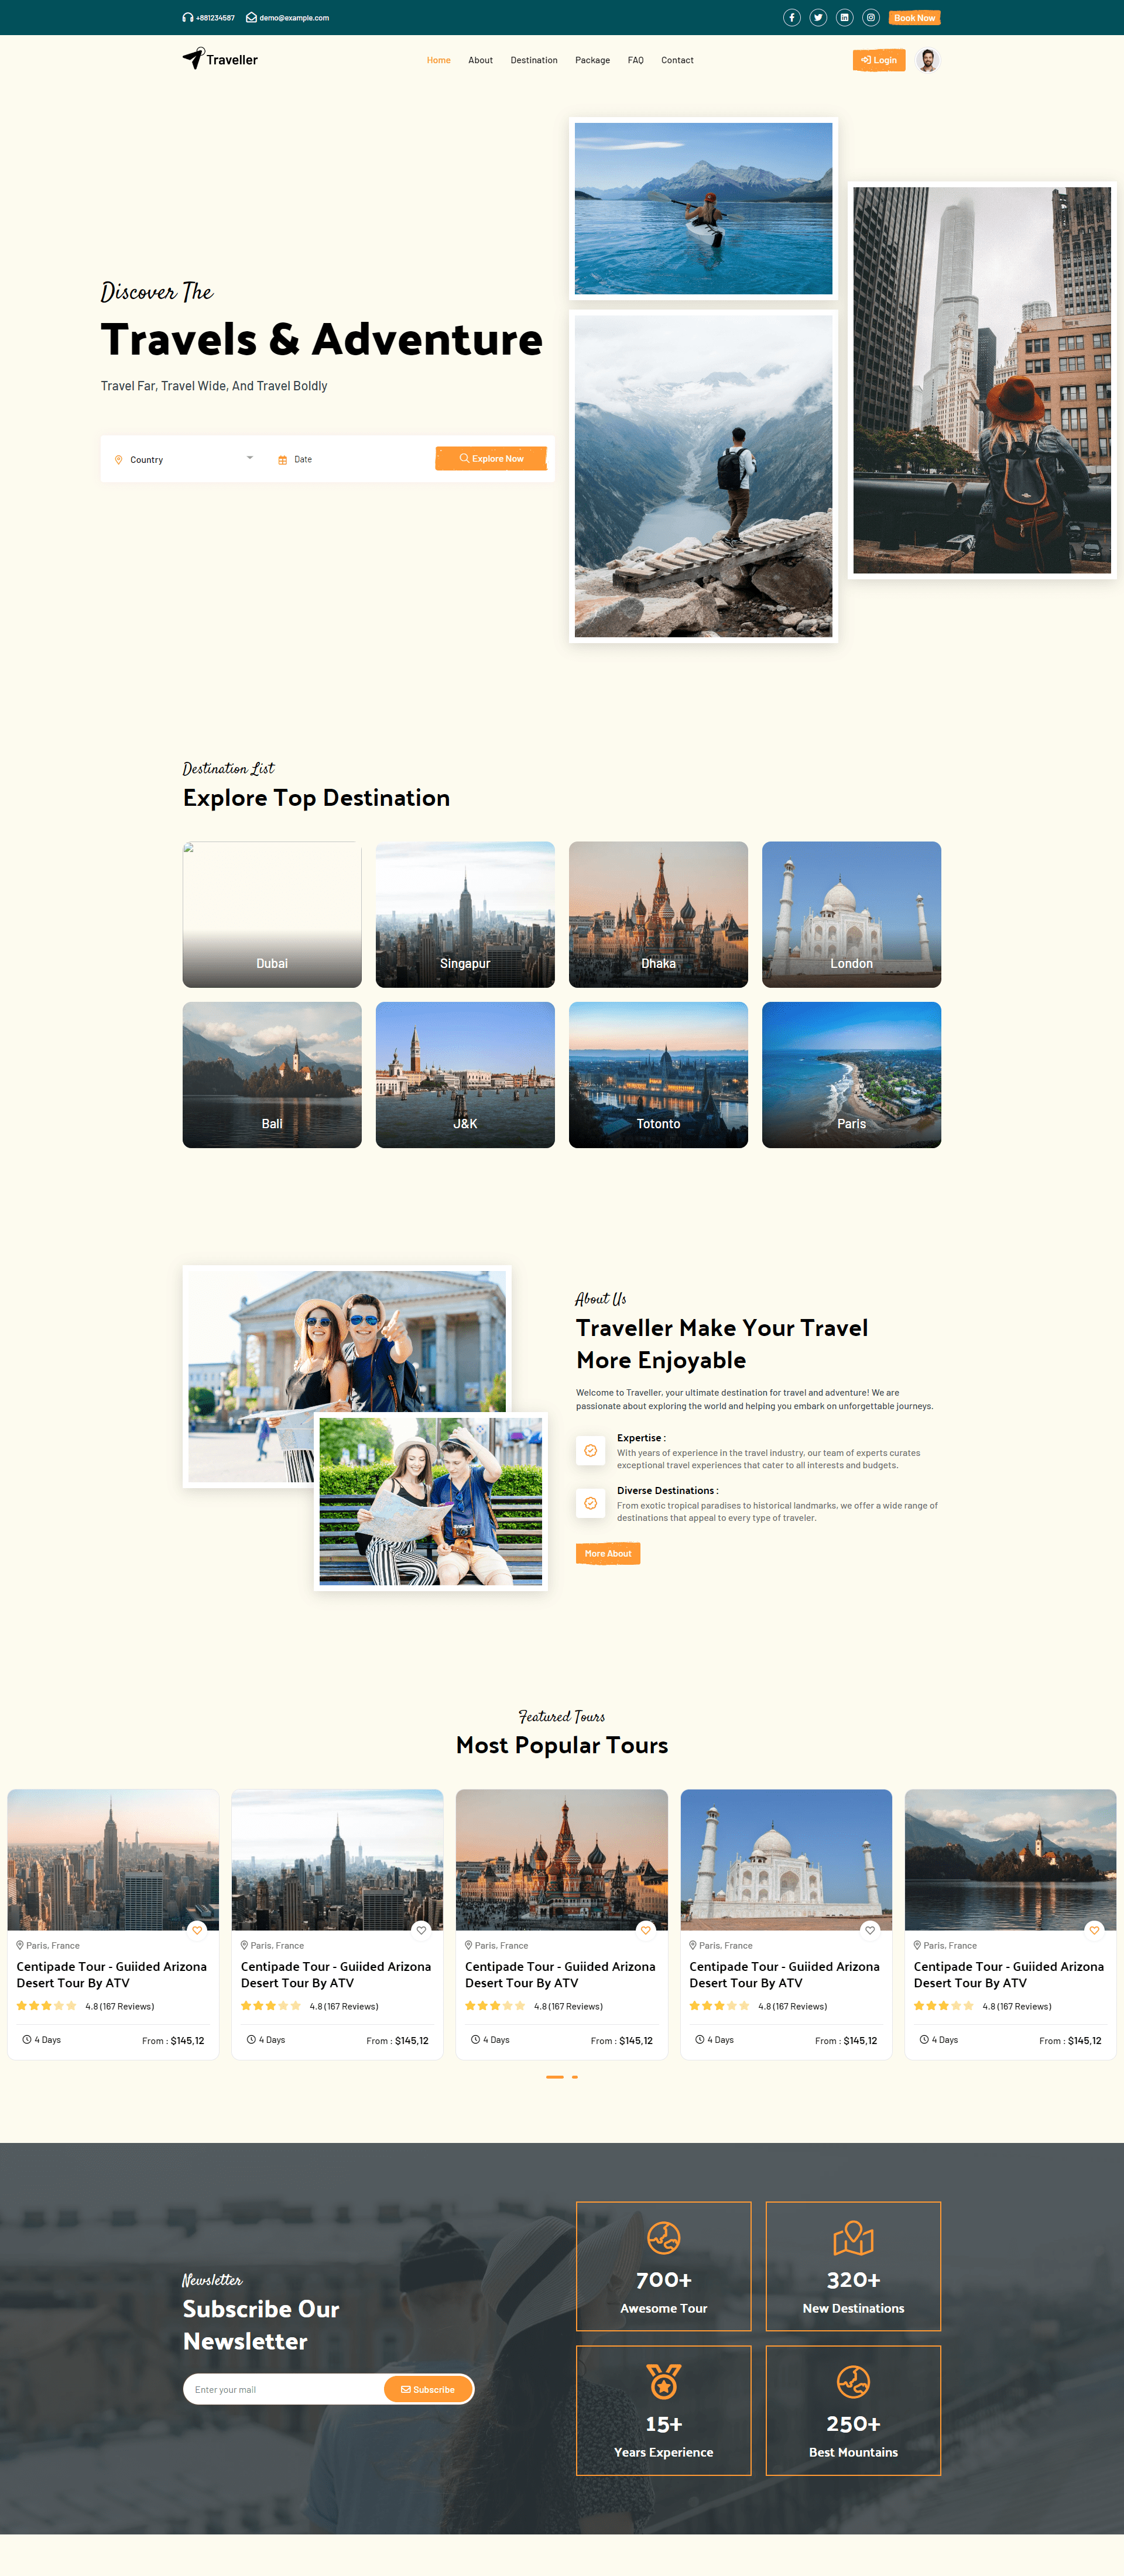 +881234587 demo@example.com Book Now
Traveller Home About Destination Package FAQ Contact Login
Discover The
Travels & Adventure
Travel Far, Travel Wide, And Travel Boldly
Country Date Explore Now
Destination List
Explore Top Destination
Dubai Singapur Dhaka London
Bali J&K Totonto Paris
About Us
Traveller Make Your Travel
More Enjoyable
Welcome to Traveller, your ultimate destination for travel and adventure! We are
passionate about exploring the world and helping you embark on unforgettable journeys.
Expertise :
With years of experience in the travel industry, our team of experts curates
exceptional travel experiences that cater to all interests and budgets.
Diverse Destinations :
From exotic tropical paradises to historical landmarks, we offer a wide range of
destinations that appeal to every type of traveler.
More About
Featured Tours
Most Popular Tours
Paris, France Paris, France Paris, France Paris, France Paris, France
Centipade Tour - Guiided Arizona Centipade Tour - Guiided Arizona Centipade Tour - Guiided Arizona Centipade Tour - Guiided Arizona Centipade Tour - Guiided Arizona
Desert Tour By ATV Desert Tour By ATV Desert Tour By ATV Desert Tour By ATV Desert Tour By ATV
4.8 (167 Reviews) 4.8 (167 Reviews) 4.8 (167 Reviews) 4.8 (167 Reviews) 4.8 (167 Reviews)
4 Days From : $145,12 4 Days From : $145,12 4 Days From : $145,12 4 Days From : $145,12 4 Days From : $145,12
Newsletter
Subscribe Our
Newsletter
Enter your mail Subscribe
700+ 320+
Awesome Tour New Destinations
15+ 250+
Years Experience Best Mountains